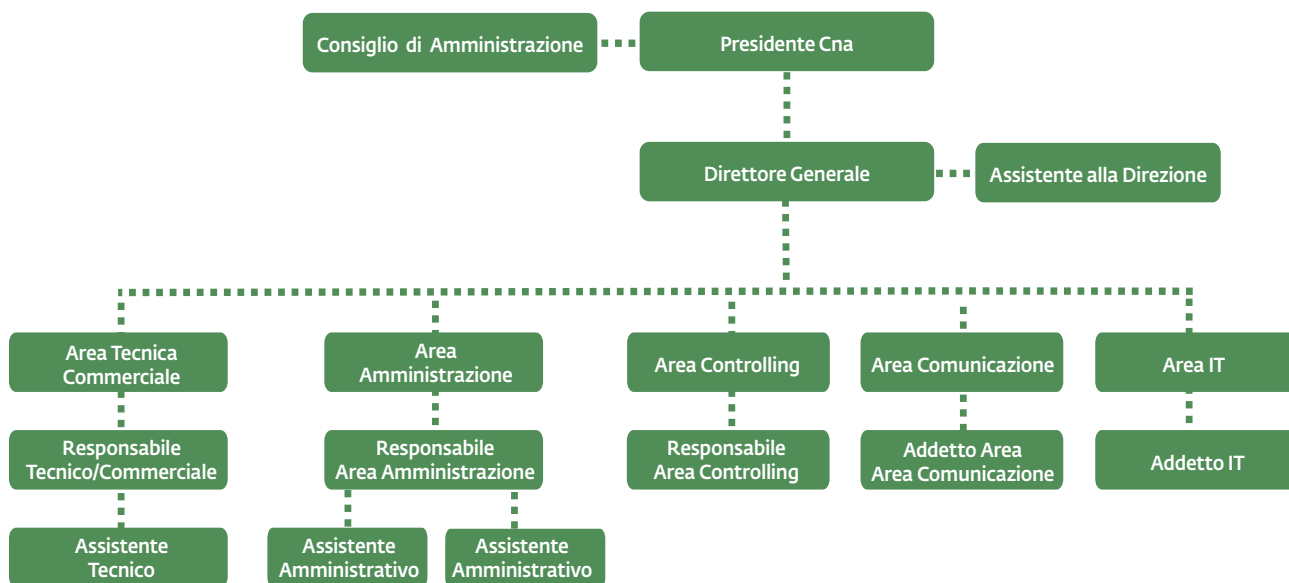 Consiglio di Amministrazione
Presidente Cna
Direttore Generale
Assistente alla Direzione
Area Tecnica
Commerciale
Area
Amministrazione
Area Controlling
Area Comunicazione
Area IT
Responsabile
Tecnico/Commerciale
Responsabile
Area Amministrazione
Responsabile
Area Controlling
Addetto Area
Area Comunicazione
Addetto IT
Assistente
Tecnico
Assistente
Amministrativo
Assistente
Amministrativo